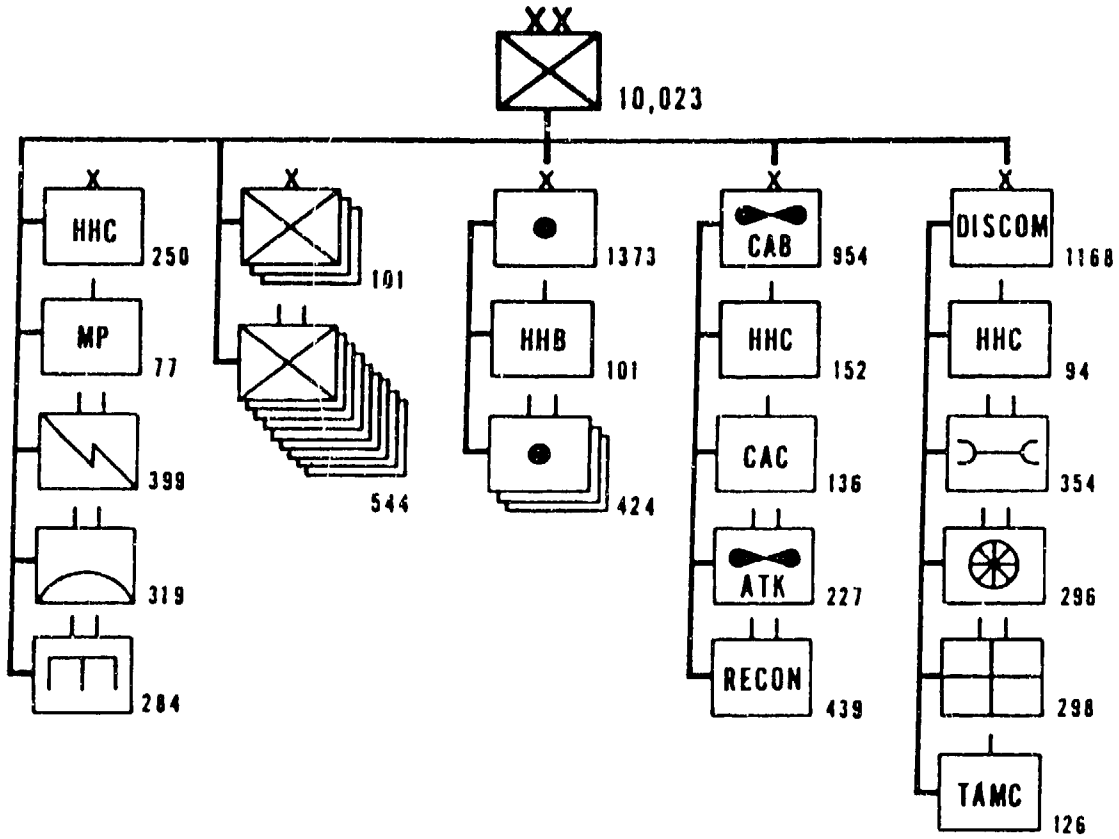 XX
10,023
X
HHC
250
MP
77
399
319
284
X
101
544
X
1373
HHB
101
424
X
CAB
954
HHC
152
CAC
136
ATK
227
RECON
439
X
DISCOM
1168
HHC
94
354
296
298
TAMC
126